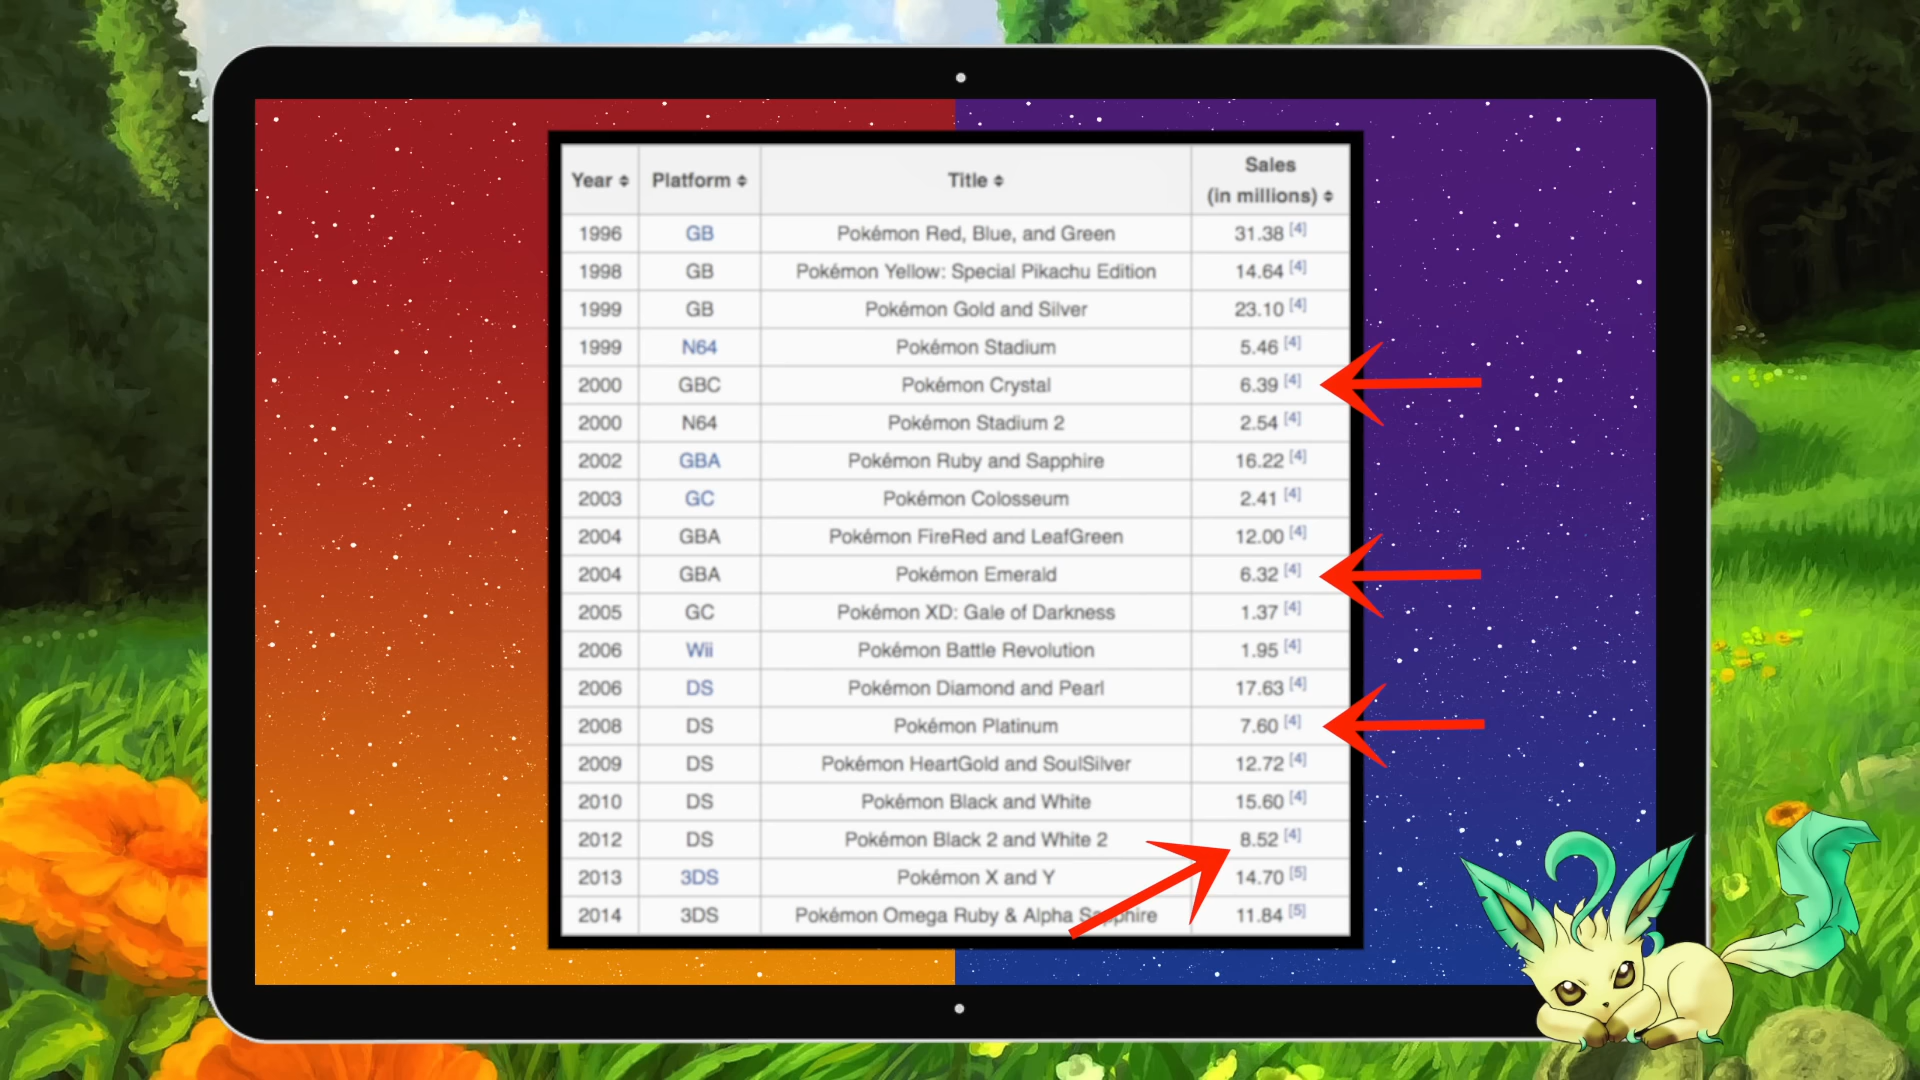 Year Platform Title Sales
(in millions)
1996 GB Pokémon Red, Blue, and Green 31.38 [4]
1998 GB Pokémon Yellow: Special Pikachu Edition 14.64 [4]
1999 GB Pokémon Gold and Silver 23.10 [4]
1999 N64 Pokémon Stadium 5.46 [4]
2000 GBC Pokémon Crystal 6.39 [4]
2000 N64 Pokémon Stadium 2 2.54 [4]
2002 GBA Pokémon Ruby and Sapphire 16.22 [4]
2003 GC Pokémon Colosseum 2.41 [4]
2004 GBA Pokémon FireRed and LeafGreen 12.00 [4]
2004 GBA Pokémon Emerald 6.32 [4]
2005 GC Pokémon XD: Gale of Darkness 1.37 [4]
2006 Wii Pokémon Battle Revolution 1.95 [4]
2006 DS Pokémon Diamond and Pearl 17.63 [4]
2008 DS Pokémon Platinum 7.60 [4]
2009 DS Pokémon HeartGold and SoulSilver 12.72 [4]
2010 DS Pokémon Black and White 15.60 [4]
2012 DS Pokémon Black 2 and White 2 8.52 [4]
2013 3DS Pokémon X and Y 14.70 [5]
2014 3DS Pokémon Omega Ruby & Alpha Sapphire 11.84 [5]